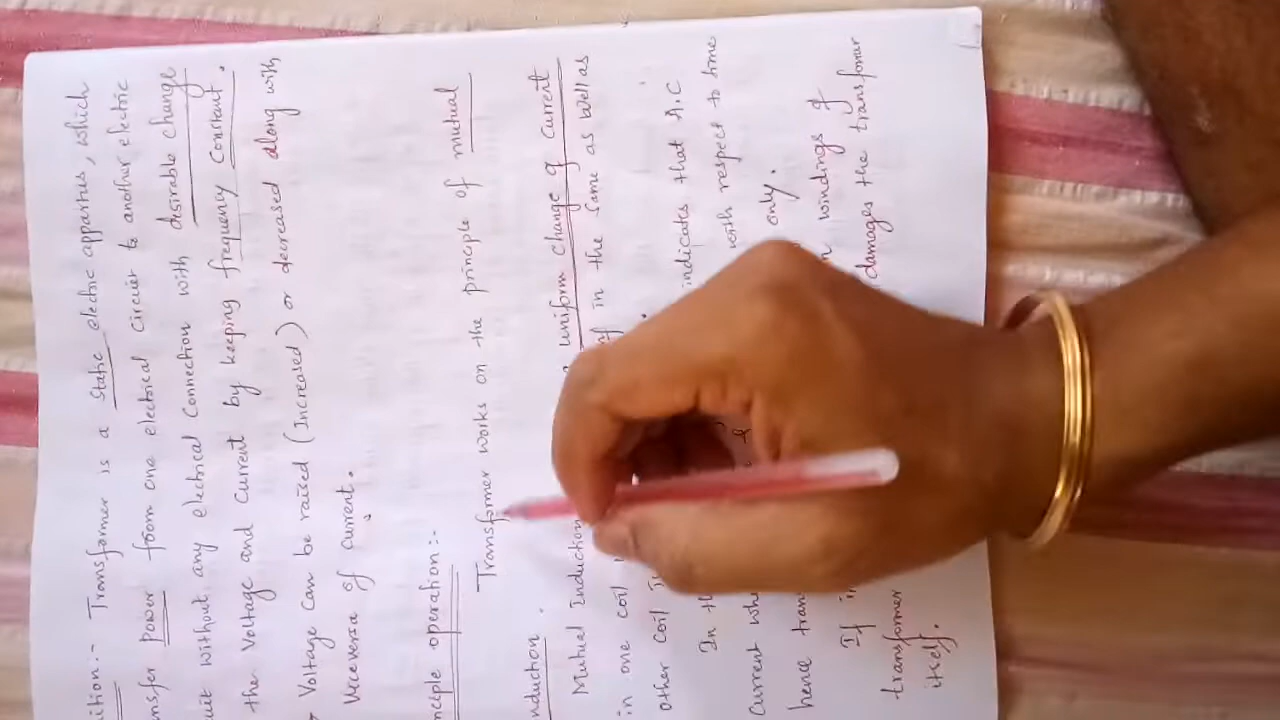 ition:- Transformer is a static electric appartus, which
nsfer power from one electrical circuit to another electric
uit without any electrical Connection with desirable change
the Voltage and Current by keeping frequency Constant.
Voltage Can be raised (Increased) or decreased along with
Viceversa of current.
nciple operation:-
Transformer works on the principle of mutual
nduction.
Mutual Induction uniform change of current
in one coil in the Same as well as
other coil
In th indicates that A.C
Current whe with respect to time
hence tran only.
If in windings of
transformer damages the transformer
itself.